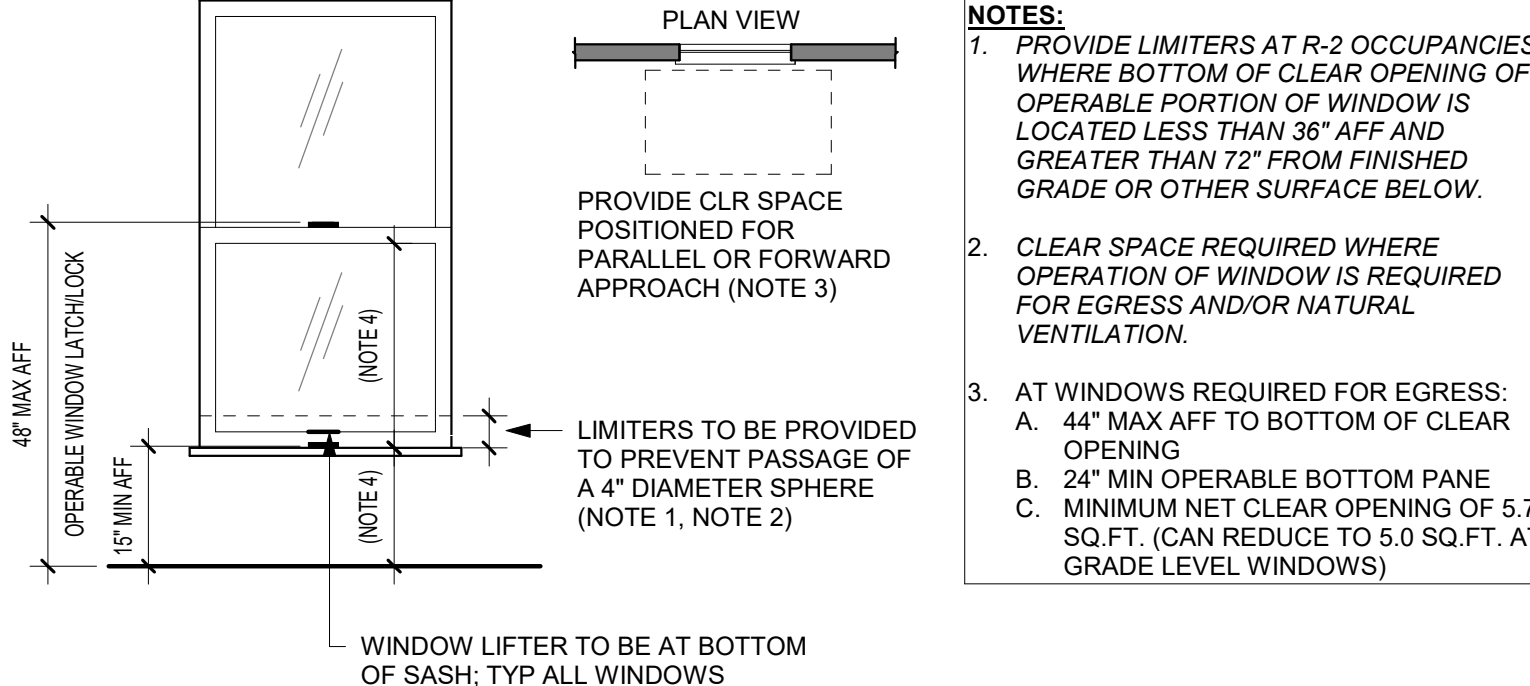 PLAN VIEW
PROVIDE CLR SPACE
POSITIONED FOR
PARALLEL OR FORWARD
APPROACH (NOTE 3)
48" MAX AFF
OPERABLE WINDOW LATCH/LOCK
15" MIN AFF
(NOTE 4)
(NOTE 4)
LIMITERS TO BE PROVIDED
TO PREVENT PASSAGE OF
A 4" DIAMETER SPHERE
(NOTE 1, NOTE 2)
WINDOW LIFTER TO BE AT BOTTOM
OF SASH; TYP ALL WINDOWS
NOTES:
1. PROVIDE LIMITERS AT R-2 OCCUPANCIES
WHERE BOTTOM OF CLEAR OPENING OF
OPERABLE PORTION OF WINDOW IS
LOCATED LESS THAN 36" AFF AND
GREATER THAN 72" FROM FINISHED
GRADE OR OTHER SURFACE BELOW.
2. CLEAR SPACE REQUIRED WHERE
OPERATION OF WINDOW IS REQUIRED
FOR EGRESS AND/OR NATURAL
VENTILATION.
3. AT WINDOWS REQUIRED FOR EGRESS:
A. 44" MAX AFF TO BOTTOM OF CLEAR
OPENING
B. 24" MIN OPERABLE BOTTOM PANE
C. MINIMUM NET CLEAR OPENING OF 5.7
SQ.FT. (CAN REDUCE TO 5.0 SQ.FT. AT
GRADE LEVEL WINDOWS)